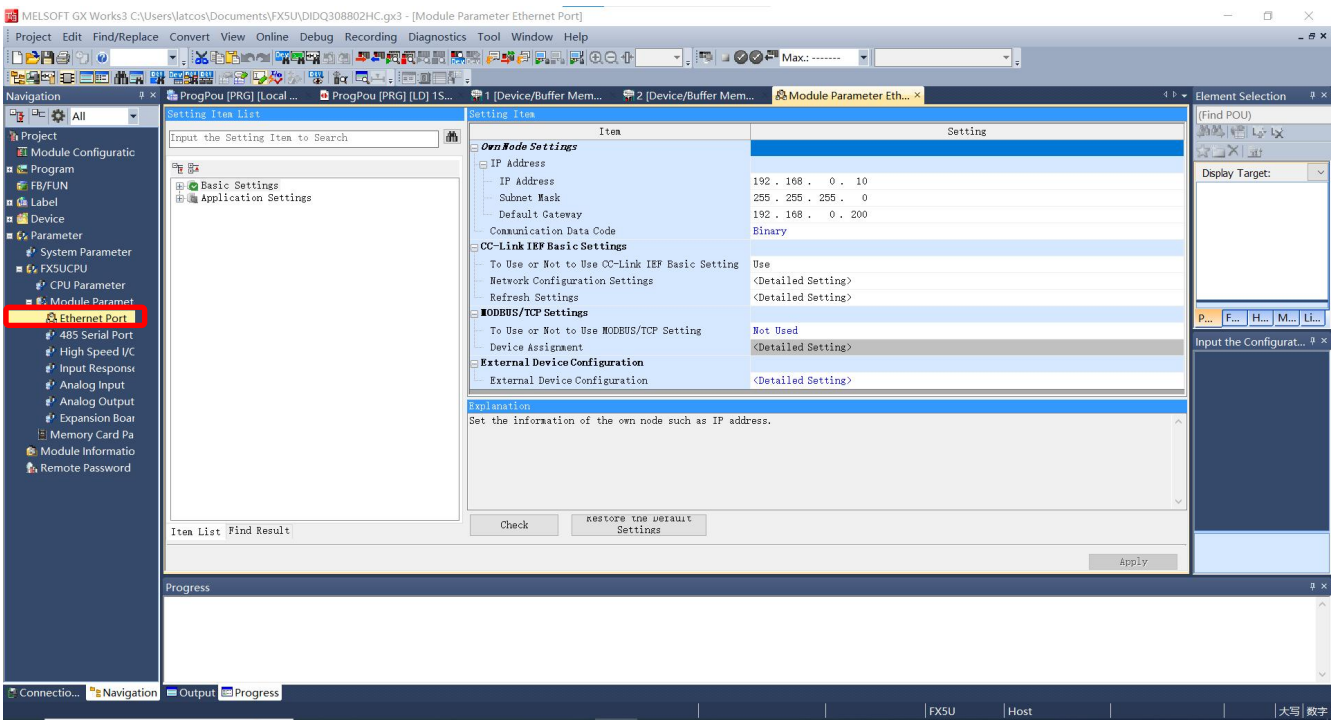 MELSOFT GX Works3 C:\Users\latcos\Documents\FX5U\DIDQ308802HC.gx3 - [Module Parameter Ethernet Port]
Project Edit Find/Replace Convert View Online Debug Recording Diagnostics Tool Window Help
Max.: -------
Navigation
ProgPou [PRG] [Local ...
ProgPou [PRG] [LD] 1S...
1 [Device/Buffer Mem...
2 [Device/Buffer Mem...
Module Parameter Eth...
Element Selection
All
Project
Module Configuratic
Program
FB/FUN
Label
Device
Parameter
System Parameter
FX5UCPU
CPU Parameter
Module Paramet
Ethernet Port
485 Serial Port
High Speed I/C
Input Response
Analog Input
Analog Output
Expansion Boar
Memory Card Pa
Module Informatio
Remote Password
Setting Item List
Input the Setting Item to Search
Basic Settings
Application Settings
Item List Find Result
Setting Item
Item Setting
Own Node Settings
IP Address
IP Address 192 . 168 . 0 . 10
Subnet Mask 255 . 255 . 255 . 0
Default Gateway 192 . 168 . 0 . 200
Communication Data Code Binary
CC-Link IEF Basic Settings
To Use or Not to Use CC-Link IEF Basic Setting Use
Network Configuration Settings <Detailed Setting>
Refresh Settings <Detailed Setting>
MODBUS/TCP Settings
To Use or Not to Use MODBUS/TCP Setting Not Used
Device Assignment <Detailed Setting>
External Device Configuration
External Device Configuration <Detailed Setting>
Explanation
Set the information of the own node such as IP address.
Check
Restore the Default
Settings
Apply
(Find POU)
Display Target:
P... F... H... M... Li...
Input the Configurat...
Progress
Connectio... Navigation Output Progress
FX5U Host 大写 数字